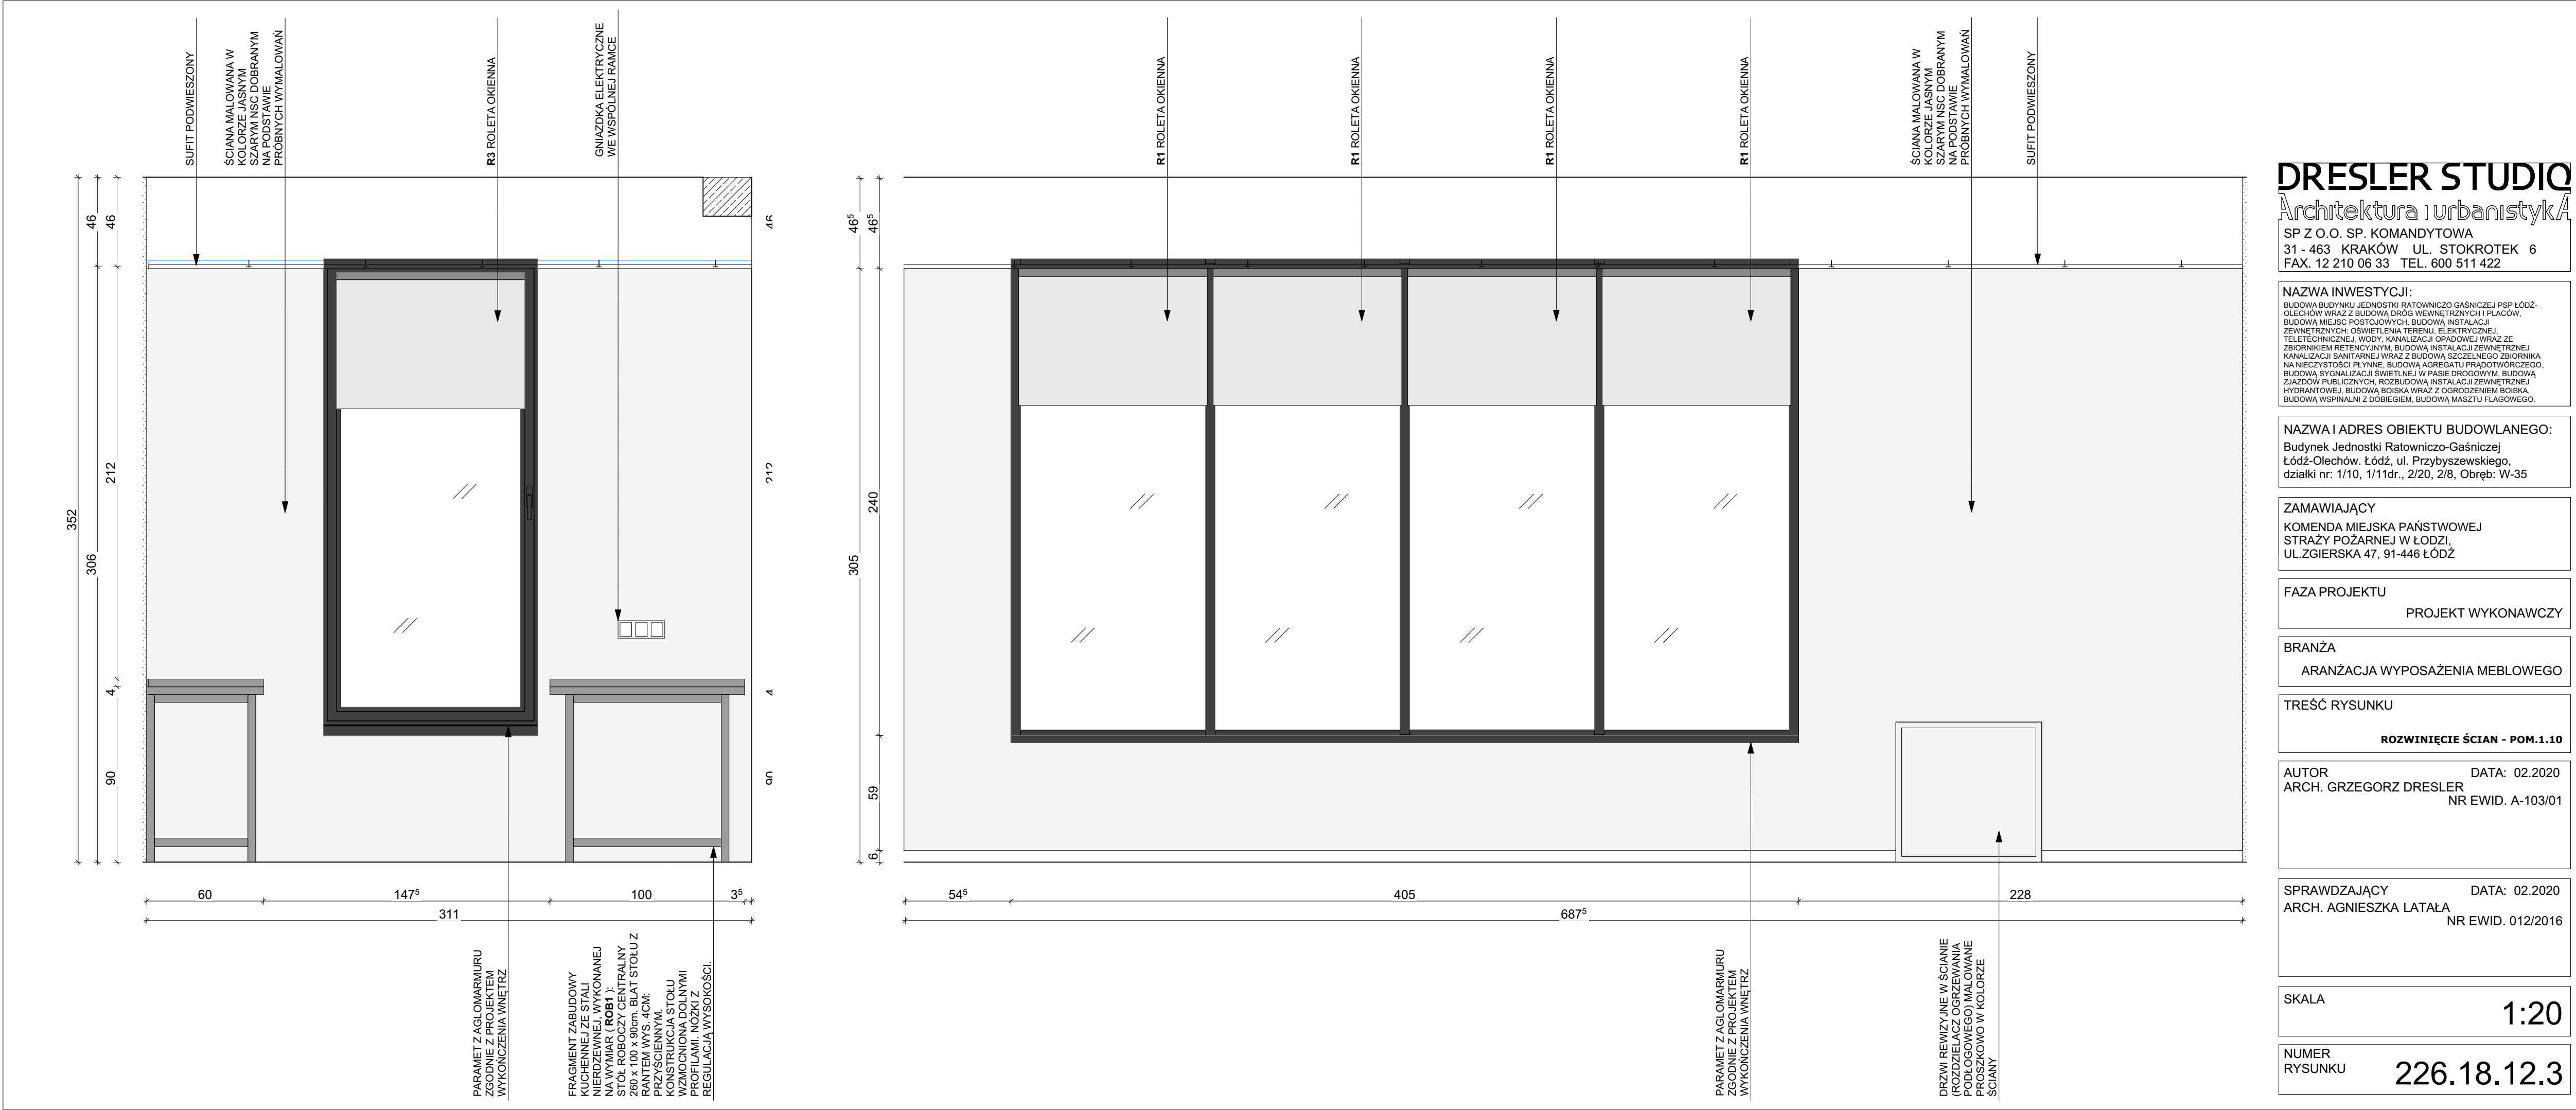 SUFIT PODWIESZONY
ŚCIANA MALOWANA W
KOLORZE JASNYM
SZARYM NSC DOBRANYM
NA PODSTAWIE
PRÓBNYCH WYMALOWAŃ
R3 ROLETA OKIENNA
GNIAZDKA ELEKTRYCZNE
WE WSPÓLNEJ RAMCE
R1 ROLETA OKIENNA
R1 ROLETA OKIENNA
R1 ROLETA OKIENNA
R1 ROLETA OKIENNA
ŚCIANA MALOWANA W
KOLORZE JASNYM
SZARYM NSC DOBRANYM
NA PODSTAWIE
PRÓBNYCH WYMALOWAŃ
SUFIT PODWIESZONY
352
46
306
46
212
4
90
46
212
4
90
46⁵
305
46⁵
240
59
6
60
147⁵
100
3⁵
311
54⁵
405
228
687⁵
PARAMET Z AGLOMARMURU
ZGODNIE Z PROJEKTEM
WYKOŃCZENIA WNĘTRZ
FRAGMENT ZABUDOWY
KUCHENNEJ ZE STALI
NIERDZEWNEJ, WYKONANEJ
NA WYMIAR ( ROB1 ):
STÓŁ ROBOCZY CENTRALNY
260 x 100 x 90cm. BLAT STOŁU Z
RANTEM WYS. 4CM:
PRZYŚCIENNYM.
KONSTRUKCJA STOŁU
WZMOCNIONA DOLNYMI
PROFILAMI. NÓŻKI Z
REGULACJĄ WYSOKOŚCI.
PARAMET Z AGLOMARMURU
ZGODNIE Z PROJEKTEM
WYKOŃCZENIA WNĘTRZ
DRZWI REWIZYJNE W ŚCIANIE
(ROZDZIELACZ OGRZEWANIA
PODŁOGOWEGO) MALOWANE
PROSZKOWO W KOLORZE
ŚCIANY
DRESLER STUDIO
Architektura i urbanistykA
SP Z O.O. SP. KOMANDYTOWA
31 - 463 KRAKÓW UL. STOKROTEK 6
FAX. 12 210 06 33 TEL. 600 511 422
NAZWA INWESTYCJI:
BUDOWA BUDYNKU JEDNOSTKI RATOWNICZO GAŚNICZEJ PSP ŁÓDŹ-
OLECHÓW WRAZ Z BUDOWĄ DRÓG WEWNĘTRZNYCH I PLACÓW,
BUDOWĄ MIEJSC POSTOJOWYCH, BUDOWĄ INSTALACJI
ZEWNĘTRZNYCH: OŚWIETLENIA TERENU, ELEKTRYCZNEJ,
TELETECHNICZNEJ, WODY, KANALIZACJI OPADOWEJ WRAZ ZE
ZBIORNIKIEM RETENCYJNYM, BUDOWĄ INSTALACJI ZEWNĘTRZNEJ
KANALIZACJI SANITARNEJ WRAZ Z BUDOWĄ SZCZELNEGO ZBIORNIKA
NA NIECZYSTOŚCI PŁYNNE, BUDOWĄ AGREGATU PRĄDOTWÓRCZEGO,
BUDOWĄ SYGNALIZACJI ŚWIETLNEJ W PASIE DROGOWYM, BUDOWĄ
ZJAZDÓW PUBLICZNYCH, ROZBUDOWĄ INSTALACJI ZEWNĘTRZNEJ
HYDRANTOWEJ, BUDOWĄ BOISKA WRAZ Z OGRODZENIEM BOISKA,
BUDOWĄ WSPINALNI Z DOBIEGIEM, BUDOWĄ MASZTU FLAGOWEGO.
NAZWA I ADRES OBIEKTU BUDOWLANEGO:
Budynek Jednostki Ratowniczo-Gaśniczej
Łódź-Olechów. Łódź, ul. Przybyszewskiego,
działki nr: 1/10, 1/11dr., 2/20, 2/8, Obręb: W-35
ZAMAWIAJĄCY
KOMENDA MIEJSKA PAŃSTWOWEJ
STRAŻY POŻARNEJ W ŁODZI,
UL.ZGIERSKA 47, 91-446 ŁÓDŹ
FAZA PROJEKTU
PROJEKT WYKONAWCZY
BRANŻA
ARANŻACJA WYPOSAŻENIA MEBLOWEGO
TREŚĆ RYSUNKU
ROZWINIĘCIE ŚCIAN - POM.1.10
AUTOR DATA: 02.2020
ARCH. GRZEGORZ DRESLER
NR EWID. A-103/01
SPRAWDZAJĄCY DATA: 02.2020
ARCH. AGNIESZKA LATAŁA
NR EWID. 012/2016
SKALA
1:20
NUMER
RYSUNKU
226.18.12.3